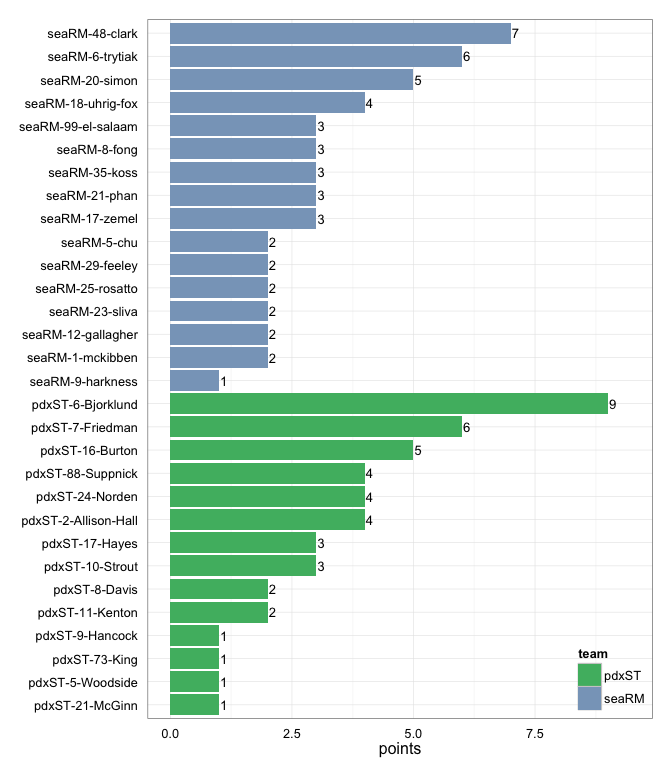 seaRM-48-clark 7
seaRM-6-trytiak 6
seaRM-20-simon 5
seaRM-18-uhrig-fox 4
seaRM-99-el-salaam 3
seaRM-8-fong 3
seaRM-35-koss 3
seaRM-21-phan 3
seaRM-17-zemel 3
seaRM-5-chu 2
seaRM-29-feeley 2
seaRM-25-rosatto 2
seaRM-23-sliva 2
seaRM-12-gallagher 2
seaRM-1-mckibben 2
seaRM-9-harkness 1
pdxST-6-Bjorklund 9
pdxST-7-Friedman 6
pdxST-16-Burton 5
pdxST-88-Suppnick 4
pdxST-24-Norden 4
pdxST-2-Allison-Hall 4
pdxST-17-Hayes 3
pdxST-10-Strout 3
pdxST-8-Davis 2
pdxST-11-Kenton 2
pdxST-9-Hancock 1
pdxST-73-King 1
pdxST-5-Woodside 1
pdxST-21-McGinn 1
team
pdxST
seaRM
0.0 2.5 5.0 7.5
points